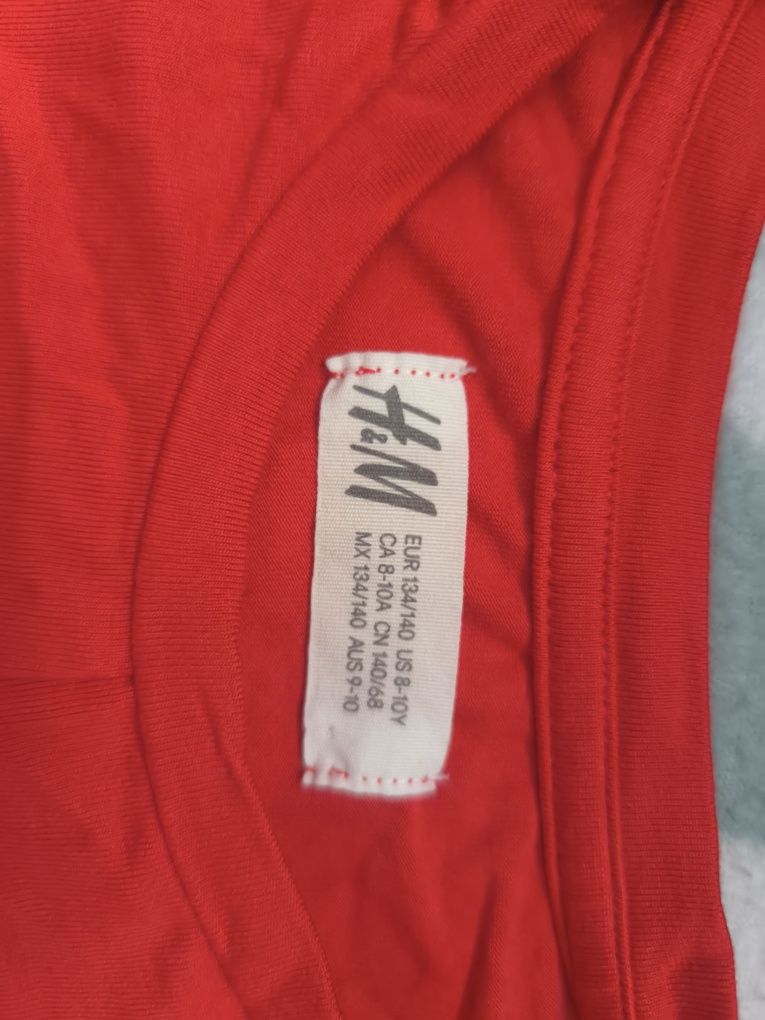 H&M
EUR 134/140 US 8-10Y
CA 8-10A CN 140/68
MX 134/140 AUS 9-10